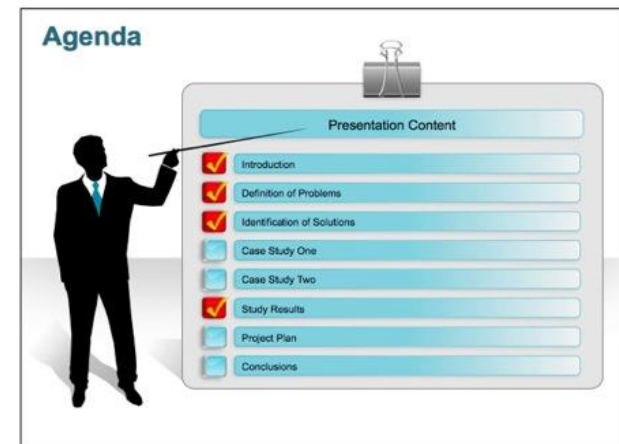 Agenda
Presentation Content
Introduction
Definition of Problems
Identification of Solutions
Case Study One
Case Study Two
Study Results
Project Plan
Conclusions